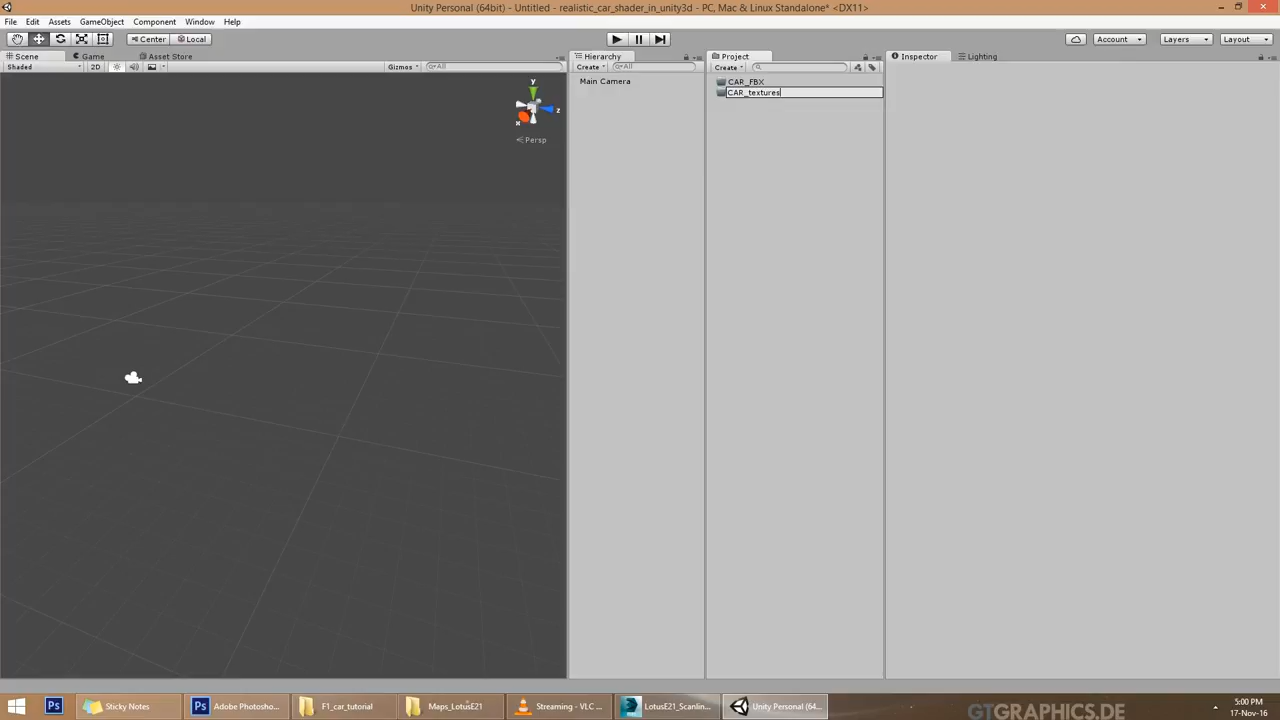 Unity Personal (64bit) - Untitled - realistic_car_shader_in_unity3d - PC, Mac & Linux Standalone* <DX11>
File Edit Assets GameObject Component Window Help
Center Local Account Layers Layout
Scene Game Asset Store Hierarchy Project Inspector Lighting
Shaded 2D Gizmos All Create All Create
Main Camera
CAR_FBX
CAR_textures
y
z
x
Persp
Sticky Notes Adobe Photosho... F1_car_tutorial Maps_LotusE21 Streaming - VLC ... LotusE21_Scanlin... Unity Personal (64...
5:00 PM
17-Nov-16
GTGRAPHICS.DE